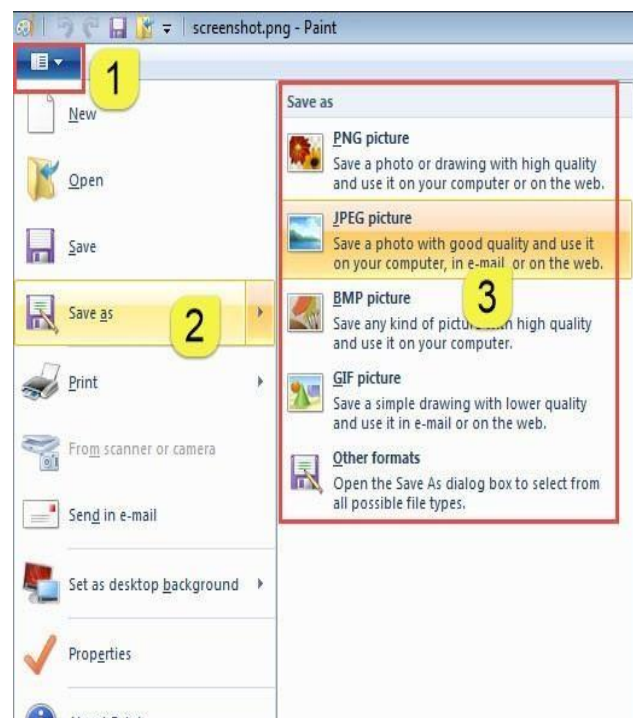 screenshot.png - Paint
1
New
Open
Save
Save as
2
Print
From scanner or camera
Send in e-mail
Set as desktop background
Properties
Save as
PNG picture
Save a photo or drawing with high quality
and use it on your computer or on the web.
JPEG picture
Save a photo with good quality and use it
on your computer, in e-mail, or on the web.
3
BMP picture
Save any kind of picture with high quality
and use it on your computer.
GIF picture
Save a simple drawing with lower quality
and use it in e-mail or on the web.
Other formats
Open the Save As dialog box to select from
all possible file types.